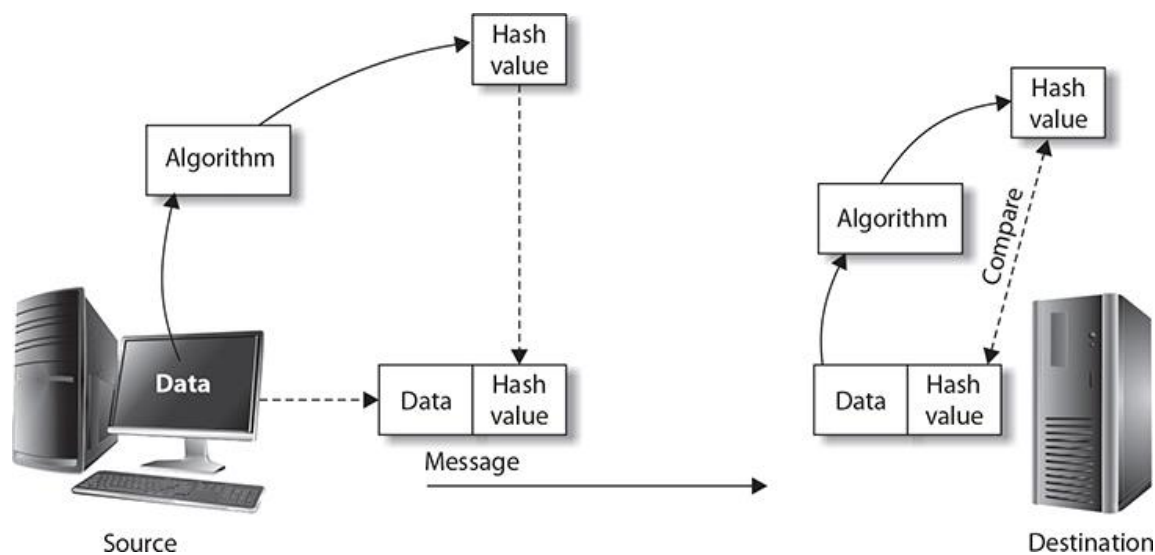 Hash
value
Algorithm
Data
Data
Hash
value
Message
Source
Hash
value
Algorithm
Compare
Data
Hash
value
Destination